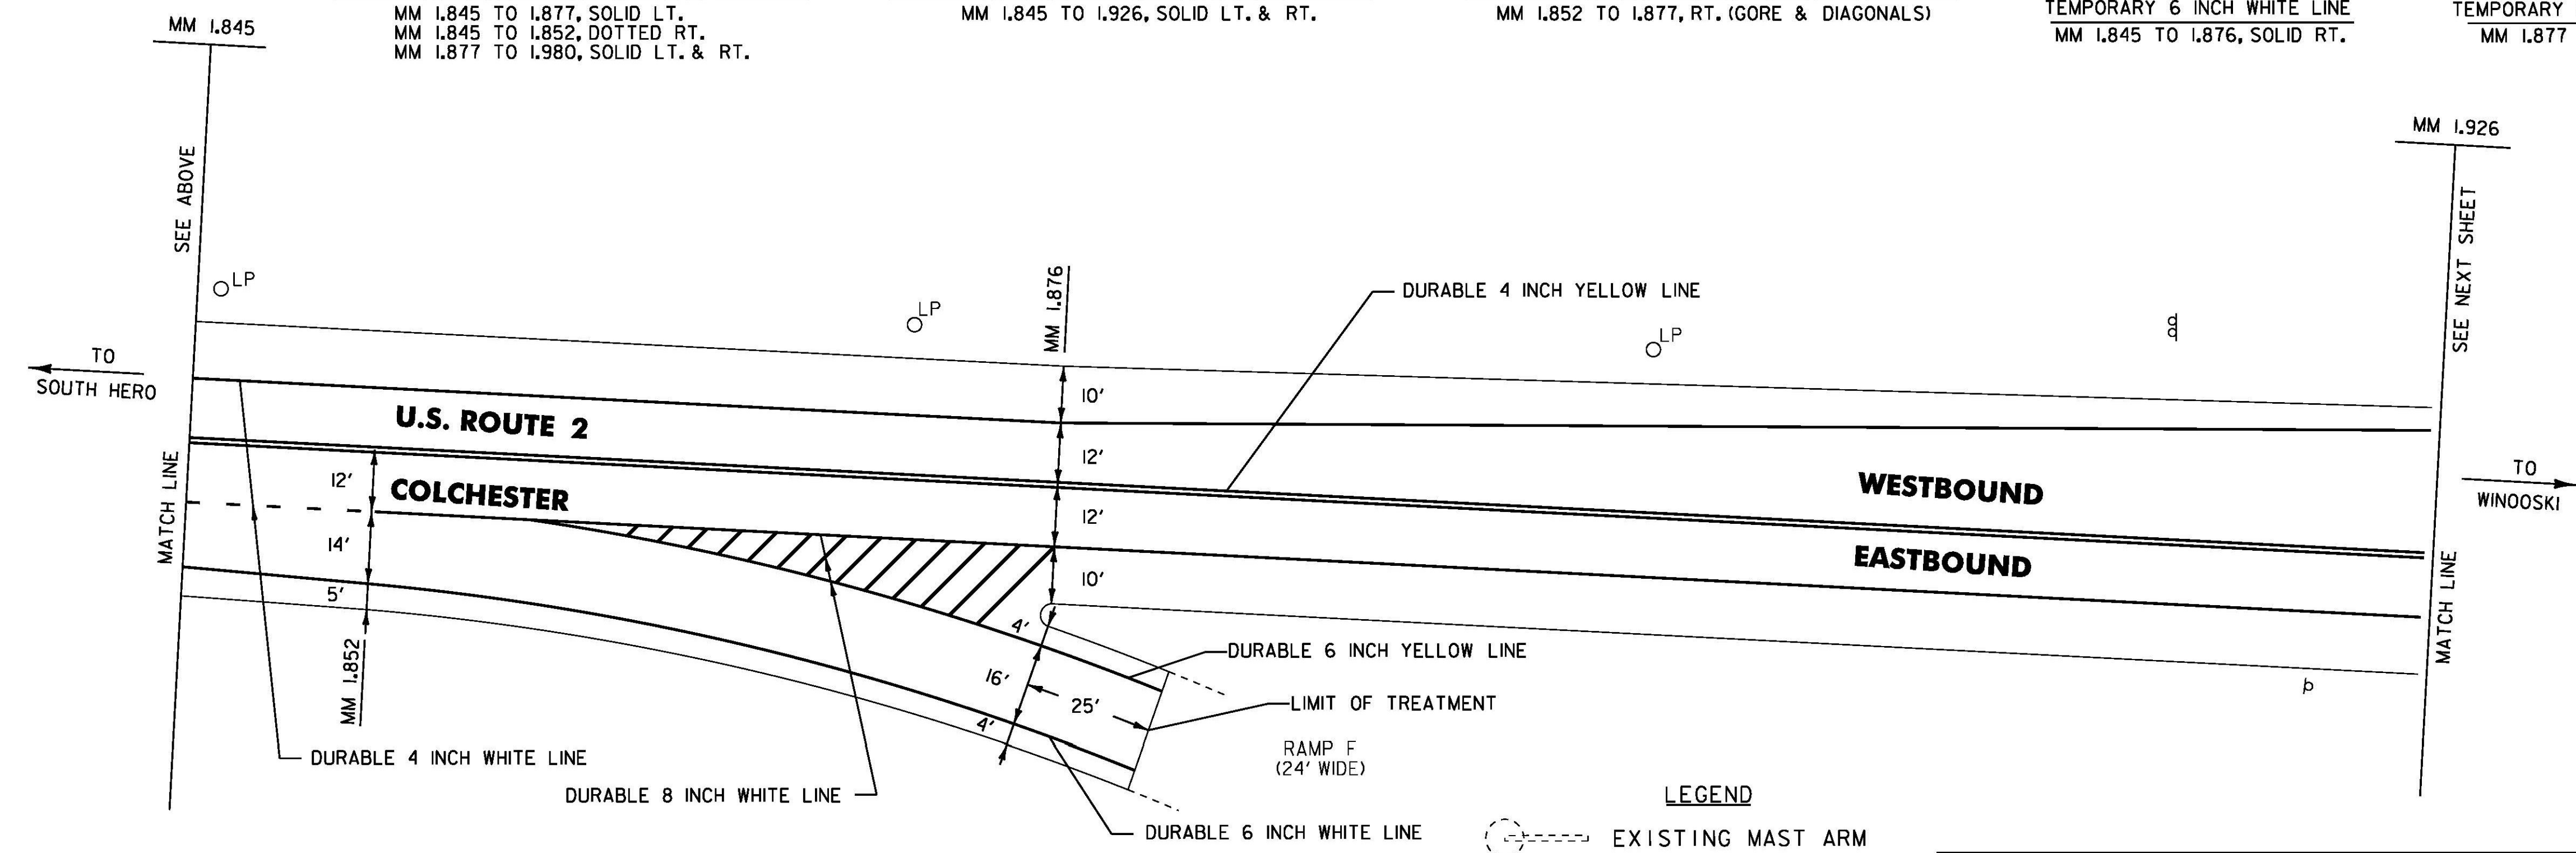 MM 1.845 TO 1.877, SOLID LT.
MM 1.845 TO 1.852, DOTTED RT.
MM 1.877 TO 1.980, SOLID LT. & RT.
MM 1.845 TO 1.926, SOLID LT. & RT.
MM 1.852 TO 1.877, RT. (GORE & DIAGONALS)
TEMPORARY 6 INCH WHITE LINE
MM 1.845 TO 1.876, SOLID RT.
TEMPORARY
MM 1.877
MM 1.845
SEE ABOVE
MATCH LINE
MM 1.926
SEE NEXT SHEET
MATCH LINE
LP
LP
LP
MM 1.876
DURABLE 4 INCH YELLOW LINE
TO
SOUTH HERO
TO
WINOOSKI
U.S. ROUTE 2
COLCHESTER
WESTBOUND
EASTBOUND
10'
12'
12'
10'
12'
14'
5'
MM 1.852
4'
16'
4'
25'
DURABLE 6 INCH YELLOW LINE
LIMIT OF TREATMENT
RAMP F
(24' WIDE)
DURABLE 4 INCH WHITE LINE
DURABLE 8 INCH WHITE LINE
DURABLE 6 INCH WHITE LINE
LEGEND
EXISTING MAST ARM